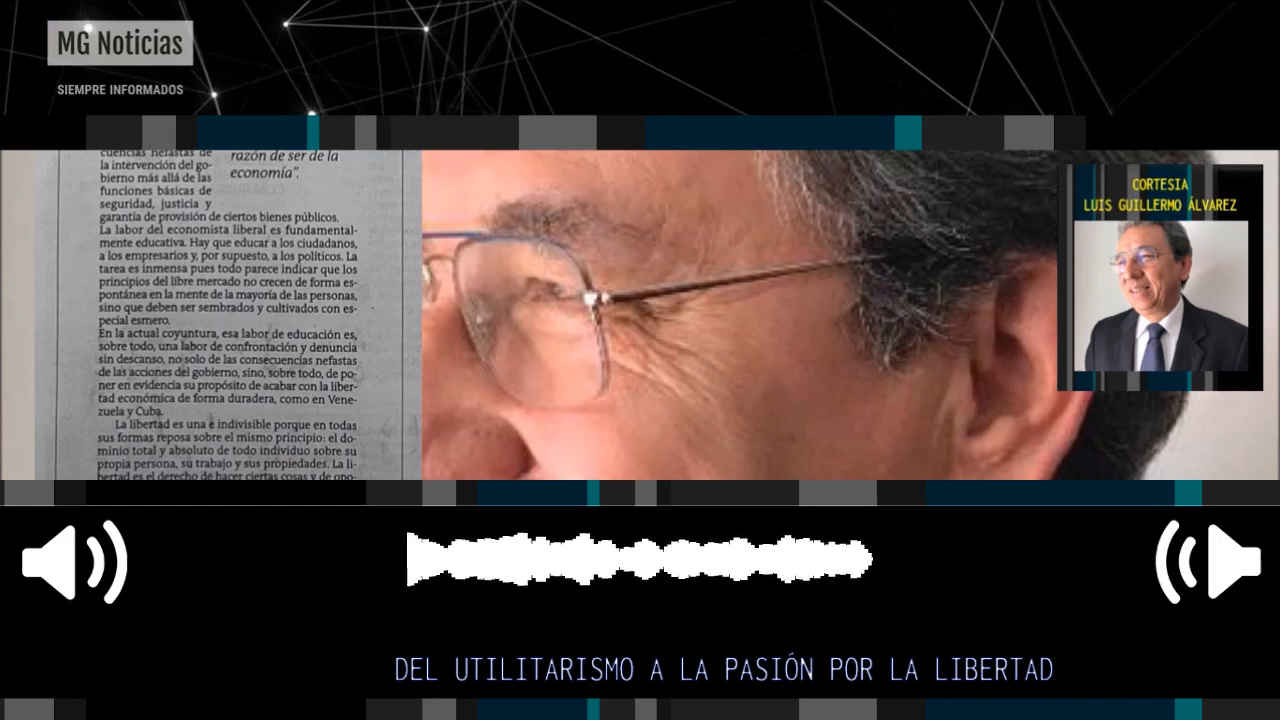 MG Noticias
SIEMPRE INFORMADOS
cuencias nefastas de
la intervención del go-
bierno más allá de las
funciones básicas de
seguridad, justicia y
garantía de provisión de ciertos bienes públicos.
La labor del economista liberal es fundamental-
mente educativa. Hay que educar a los ciudadanos,
a los empresarios y, por supuesto, a los políticos. La
tarea es inmensa pues todo parece indicar que los
principios del libre mercado no crecen de forma es-
pontánea en la mente de la mayoría de las personas,
sino que deben ser sembrados y cultivados con es-
pecial esmero.
En la actual coyuntura, esa labor de educación es,
sobre todo, una labor de confrontación y denuncia
sin descanso, no solo de las consecuencias nefastas
de las acciones del gobierno, sino, sobre todo, de po-
ner en evidencia su propósito de acabar con la liber-
tad económica de forma duradera, como en Vene-
zuela y Cuba.
La libertad es una e indivisible porque en todas
sus formas reposa sobre el mismo principio: el do-
minio total y absoluto de todo individuo sobre su
propia persona, su trabajo y sus propiedades. La li-
bertad es el derecho de hacer ciertas cosas y de opo-
razón de ser de la
economía”.
CORTESIA
LUIS GUILLERMO ÁLVAREZ
DEL UTILITARISMO A LA PASIÓN POR LA LIBERTAD